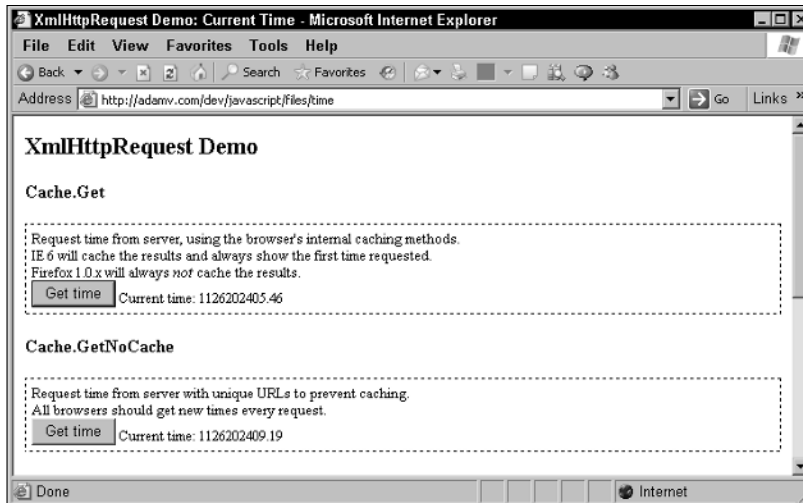 XmlHttpRequest Demo: Current Time - Microsoft Internet Explorer
File Edit View Favorites Tools Help
Back Search Favorites
Address http://adamv.com/dev/javascript/files/time Go Links »
XmlHttpRequest Demo
Cache.Get
Request time from server, using the browser's internal caching methods.
IE 6 will cache the results and always show the first time requested.
Firefox 1.0.x will always not cache the results.
Get time Current time: 1126202405.46
Cache.GetNoCache
Request time from server with unique URLs to prevent caching.
All browsers should get new times every request.
Get time Current time: 1126202409.19
Done Internet